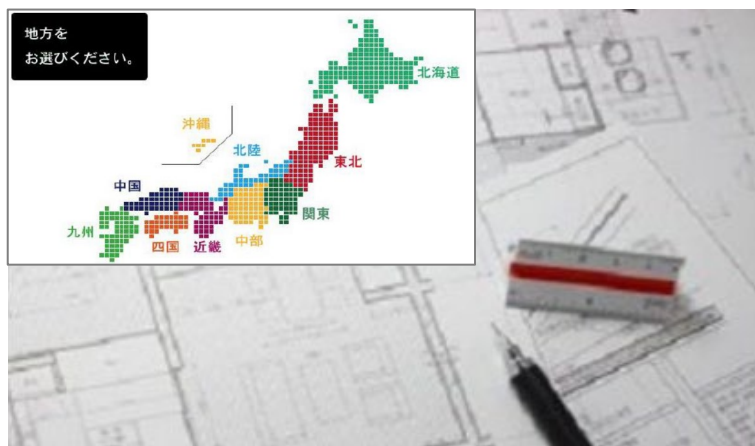 地方を
お選びください。
北海道
沖縄
北陸
東北
中国
関東
九州
四国
近畿
中部